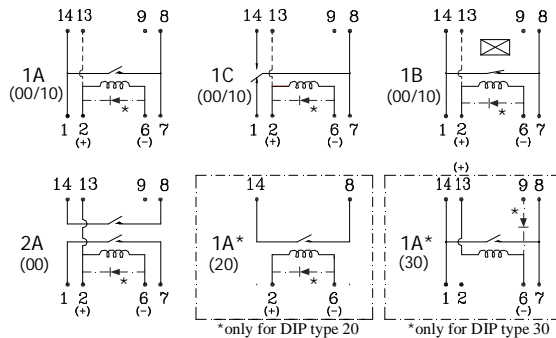 14 13 9 8
14 13 9 8
14 13 9 8
1A
(00/10)
*
1C
(00/10)
*
1B
(00/10)
*
1 2 6 7
(+) (-)
1 2 6 7
(+) (-)
1 2 6 7
(+) (-)
(+)
14 13 9 8
14 8
14 13 9 8
*
2A
(00)
*
1A*
(20)
*
1A*
(30)
1 2 6 7
(+) (-)
2 6
(+) (-)
1 2 6 7
(-)
*only for DIP type 20
*only for DIP type 30